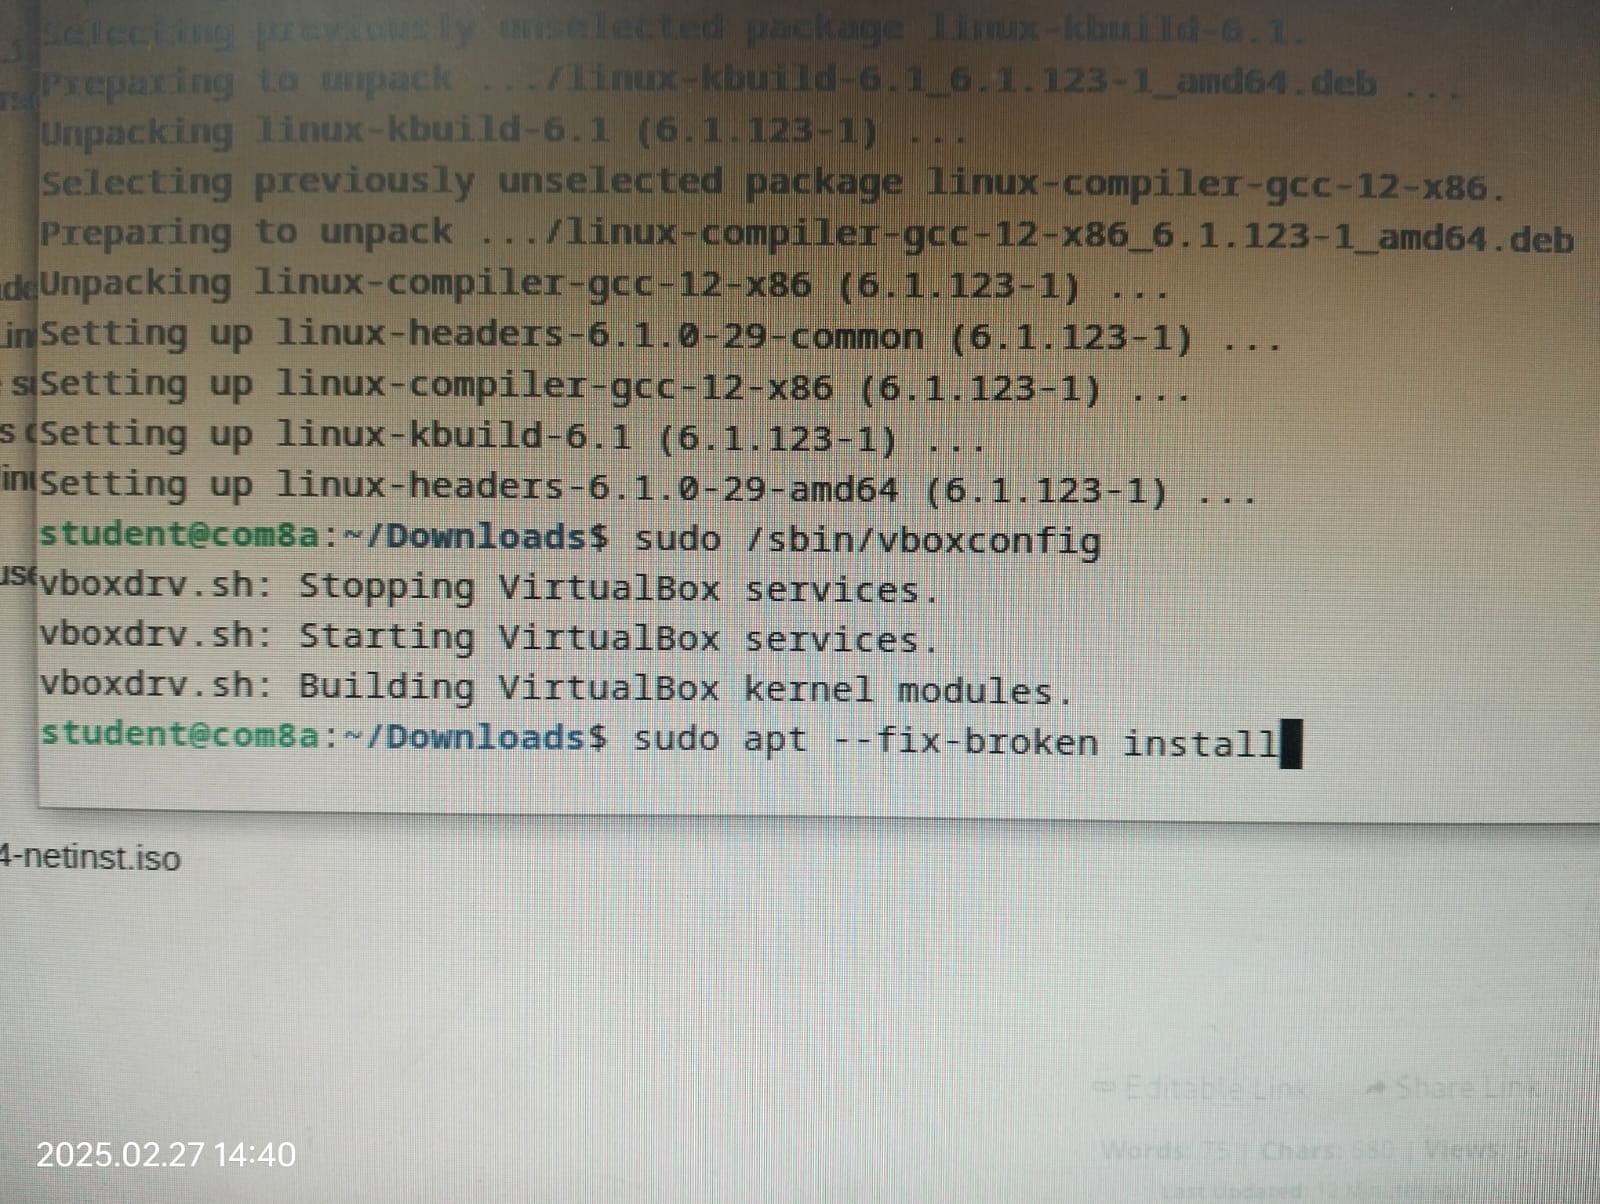 Selecting previously unselected package linux-kbuild-6.1.
Preparing to unpack .../linux-kbuild-6.1_6.1.123-1_amd64.deb ...
Unpacking linux-kbuild-6.1 (6.1.123-1) ...
Selecting previously unselected package linux-compiler-gcc-12-x86.
Preparing to unpack .../linux-compiler-gcc-12-x86_6.1.123-1_amd64.deb
Unpacking linux-compiler-gcc-12-x86 (6.1.123-1) ...
Setting up linux-headers-6.1.0-29-common (6.1.123-1) ...
Setting up linux-compiler-gcc-12-x86 (6.1.123-1) ...
Setting up linux-kbuild-6.1 (6.1.123-1) ...
Setting up linux-headers-6.1.0-29-amd64 (6.1.123-1) ...
student@com8a:~/Downloads$ sudo /sbin/vboxconfig
vboxdrv.sh: Stopping VirtualBox services.
vboxdrv.sh: Starting VirtualBox services.
vboxdrv.sh: Building VirtualBox kernel modules.
student@com8a:~/Downloads$ sudo apt --fix-broken install
4-netinst.iso
Editable Link Share Link
Words: 75 | Chars: 580 | Views: 5
Last Updated:
2025.02.27 14:40